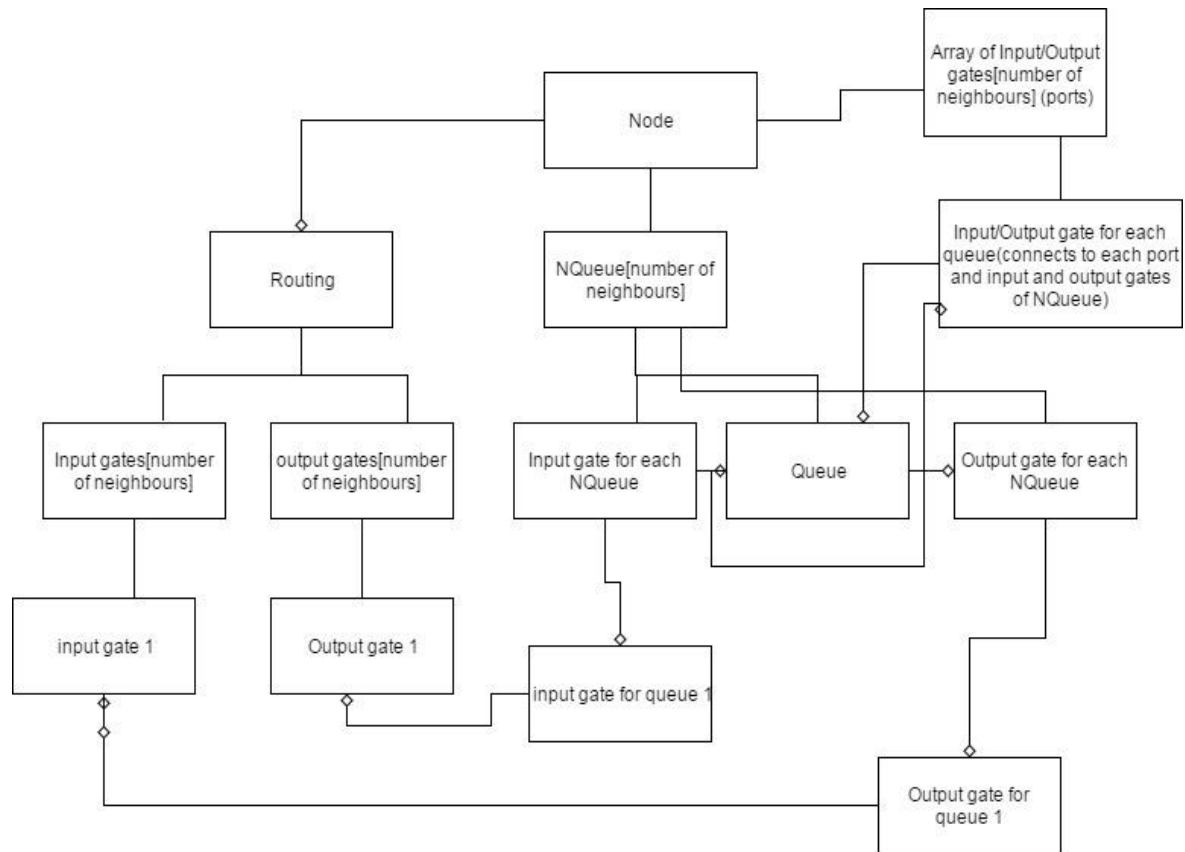 Array of Input/Output
gates[number of
neighbours] (ports)
Node
Input/Output gate for each
queue(connects to each port
and input and output gates
of NQueue)
Routing
NQueue[number of
neighbours]
Input gates[number
of neighbours]
output gates[number
of neighbours]
Input gate for each
NQueue
Queue
Output gate for each
NQueue
input gate 1
Output gate 1
input gate for queue 1
Output gate for
queue 1